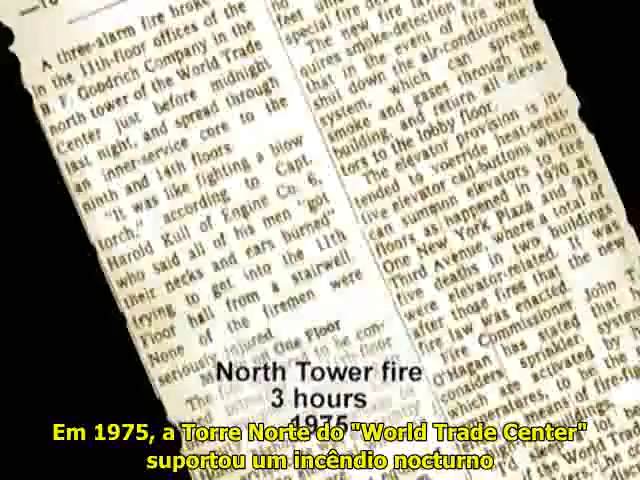 A three-alarm fire broke
in the 11th-floor offices of the
B. F. Goodrich Company in the
north tower of the World Trade
Center just before midnight
last night, and spread through
an inner-service core to the
ninth and 14th floors.
"It was like fighting a blow
torch," according to Capt.
Harold Kull of Engine Co. 6,
who said all of his men "got
their necks and ears burned"
trying to get into the 11th
floor hall from a stairwell
None of the firemen were
seriously injured.
One Floor
The new fire
quires smoke-detection
that in the event of fire
shut down the air-conditioning
system, which can spread
smoke and gases through the
building, and return all eleva-
tors to the lobby floor.
The elevator provision is in-
tended to override heat-sensi-
tive elevator call-buttons which
can summon elevators to fire
floors as happened in 1970 at
One New York Plaza and 919
Third Avenue, where a total of
five deaths in two buildings
were elevator-related. It was
after those fires that the new
fire law was enacted.
Fire Commissioner John T.
O'Hagan has stated that
considers sprinkler systems
which are activated by
North Tower fire
3 hours
1975
Em 1975, a Torre Norte do "World Trade Center"
suportou um incêndio nocturno